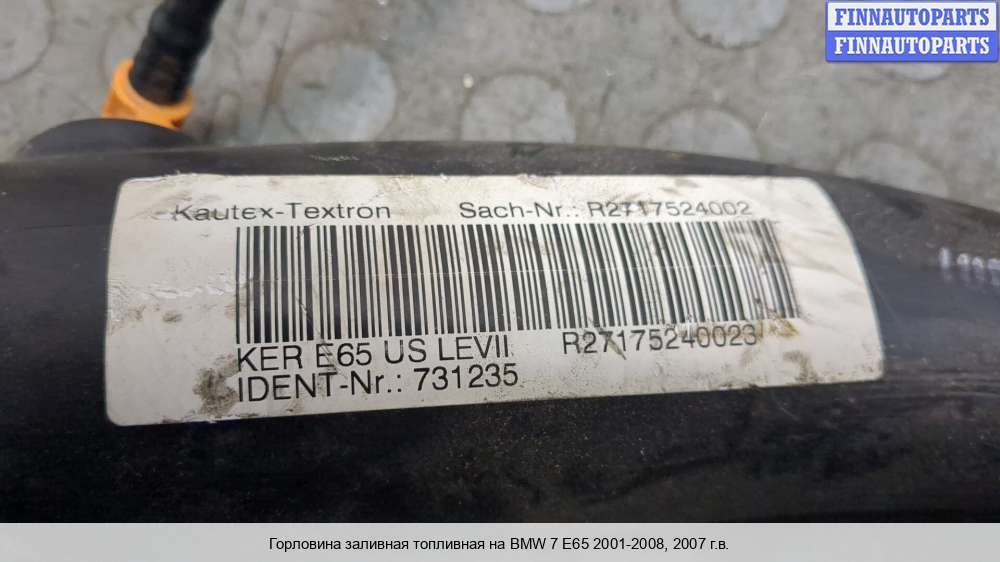 FINNAUTOPARTS
FINNAUTOPARTS
Kautex-Textron Sach-Nr.: R2717524002
KER E65 US LEVII R27175240023
IDENT-Nr.: 731235
Горловина заливная топливная на BMW 7 E65 2001-2008, 2007 г.в.